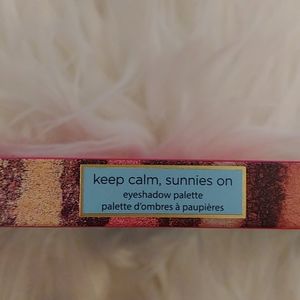 keep calm, sunnies on
eyeshadow palette
palette d'ombres à paupières